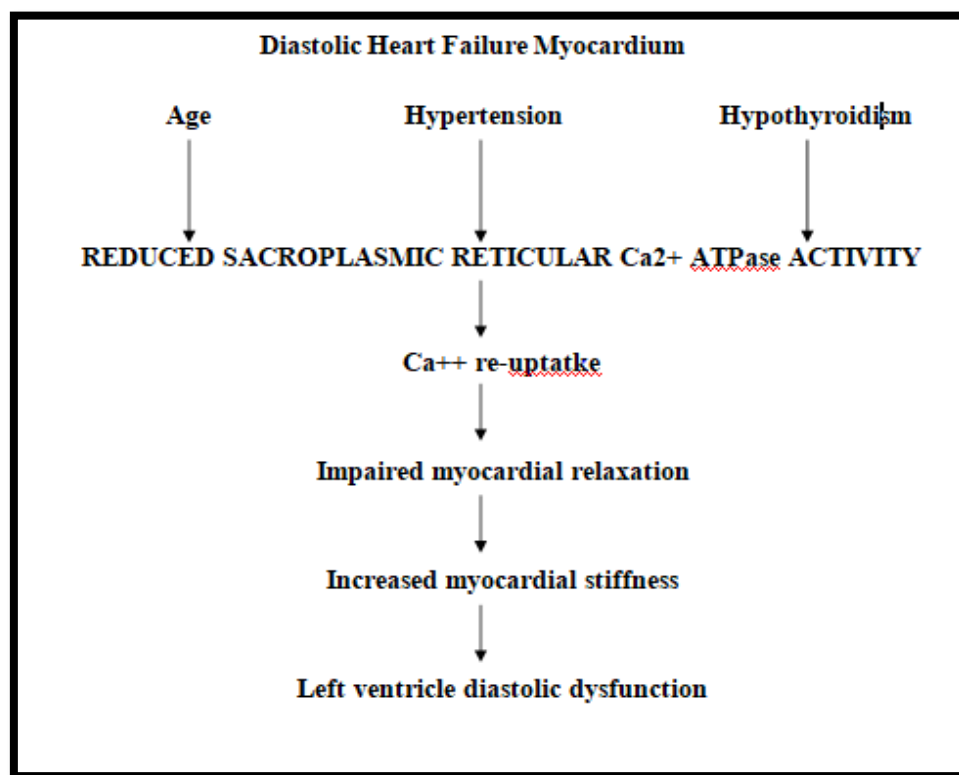 Diastolic Heart Failure Myocardium
Age Hypertension Hypothyroidism
REDUCED SACROPLASMIC RETICULAR Ca2+ ATPase ACTIVITY
Ca++ re-uptatke
Impaired myocardial relaxation
Increased myocardial stiffness
Left ventricle diastolic dysfunction